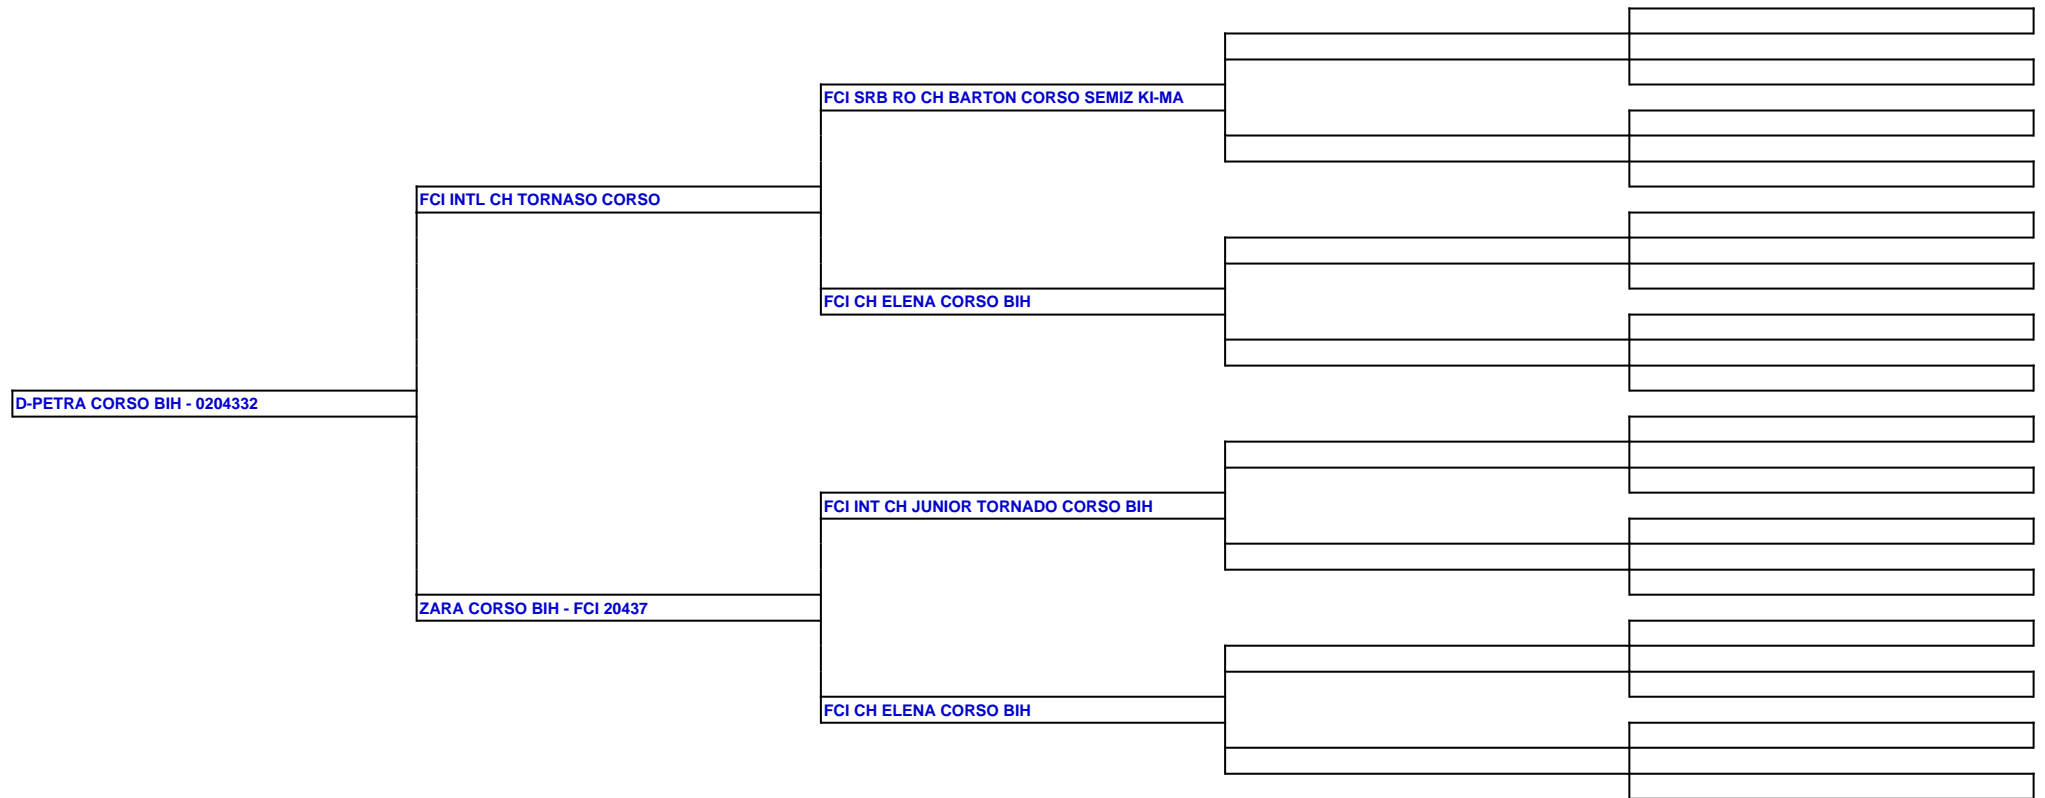 FCI SRB RO CH BARTON CORSO SEMIZ KI-MA
FCI INTL CH TORNASO CORSO
FCI CH ELENA CORSO BIH
D-PETRA CORSO BIH - 0204332
FCI INT CH JUNIOR TORNADO CORSO BIH
ZARA CORSO BIH - FCI 20437
FCI CH ELENA CORSO BIH